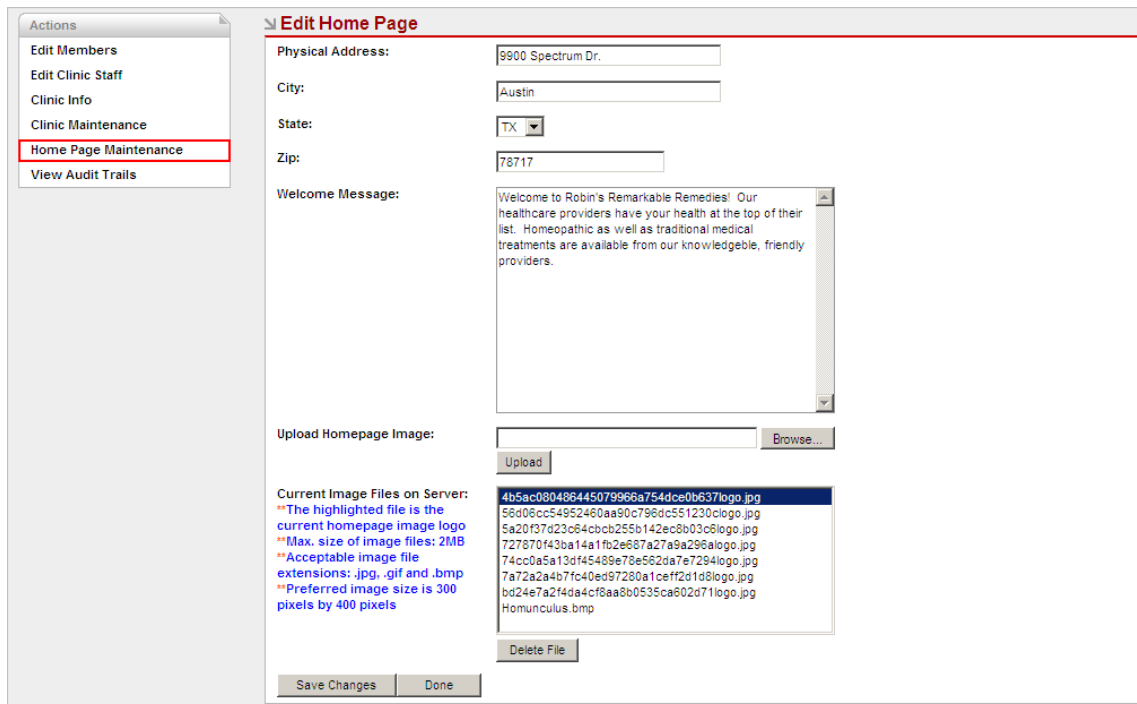 Actions
Edit Members
Edit Clinic Staff
Clinic Info
Clinic Maintenance
Home Page Maintenance
View Audit Trails
Edit Home Page
Physical Address:
9900 Spectrum Dr.
City:
Austin
State:
TX
Zip:
78717
Welcome Message:
Welcome to Robin's Remarkable Remedies! Our
healthcare providers have your health at the top of their
list. Homeopathic as well as traditional medical
treatments are available from our knowledgeble, friendly
providers.
Upload Homepage Image:
Browse...
Upload
Current Image Files on Server:
**The highlighted file is the
current homepage image logo
**Max. size of image files: 2MB
**Acceptable image file
extensions: .jpg, .gif and .bmp
**Preferred image size is 300
pixels by 400 pixels
4b5ac080486445079966a754dce0b637logo.jpg
56d06cc54952460aa90c796dc551230clogo.jpg
5a20f37d23c64cbcb255b142ec8b03c6logo.jpg
727870f43ba14a1fb2e687a27a9a296alogo.jpg
74cc0a5a13df45489e78e562da7e7294logo.jpg
7a72a2a4b7fc40ed97280a1ceff2d1d8logo.jpg
bd24e7a2f4da4cf8aa8b0535ca602d71logo.jpg
Homunculus.bmp
Delete File
Save Changes
Done